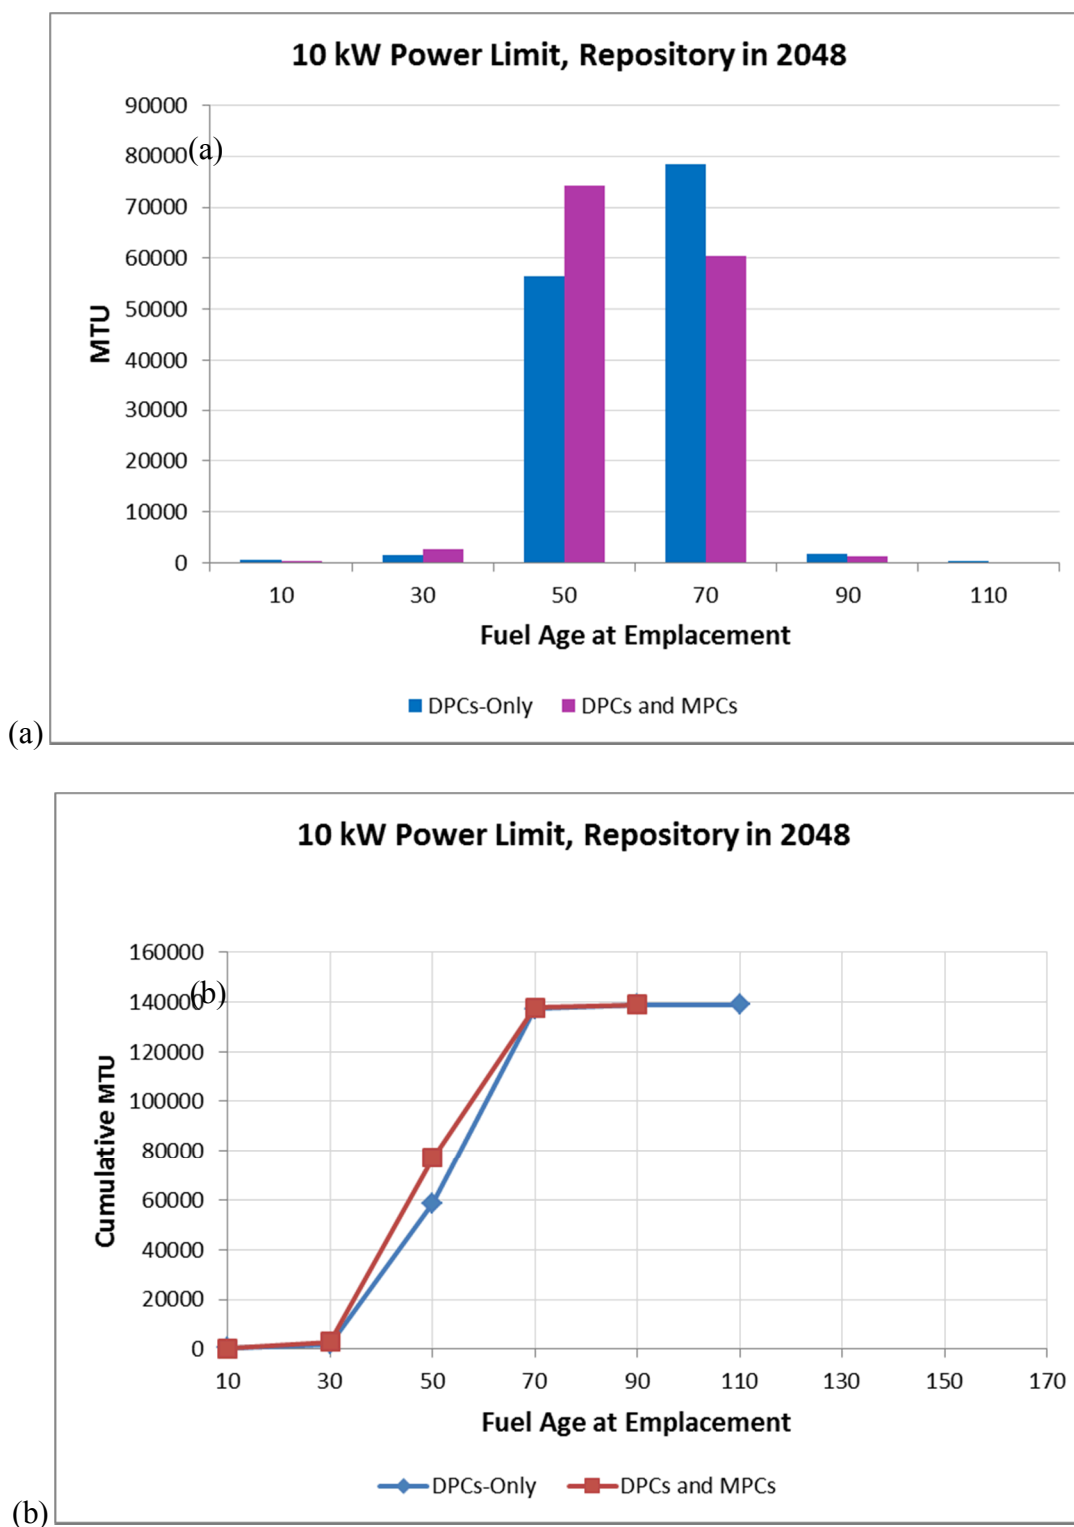 10 kW Power Limit, Repository in 2048
90000
80000
(a)
70000
60000
50000
40000
30000
20000
10000
0
MTU
10 30 50 70 90 110
Fuel Age at Emplacement
DPCs-Only DPCs and MPCs
(a)
10 kW Power Limit, Repository in 2048
160000
140000
(b)
120000
100000
80000
60000
40000
20000
0
Cumulative MTU
10 30 50 70 90 110 130 150 170
Fuel Age at Emplacement
DPCs-Only DPCs and MPCs
(b)